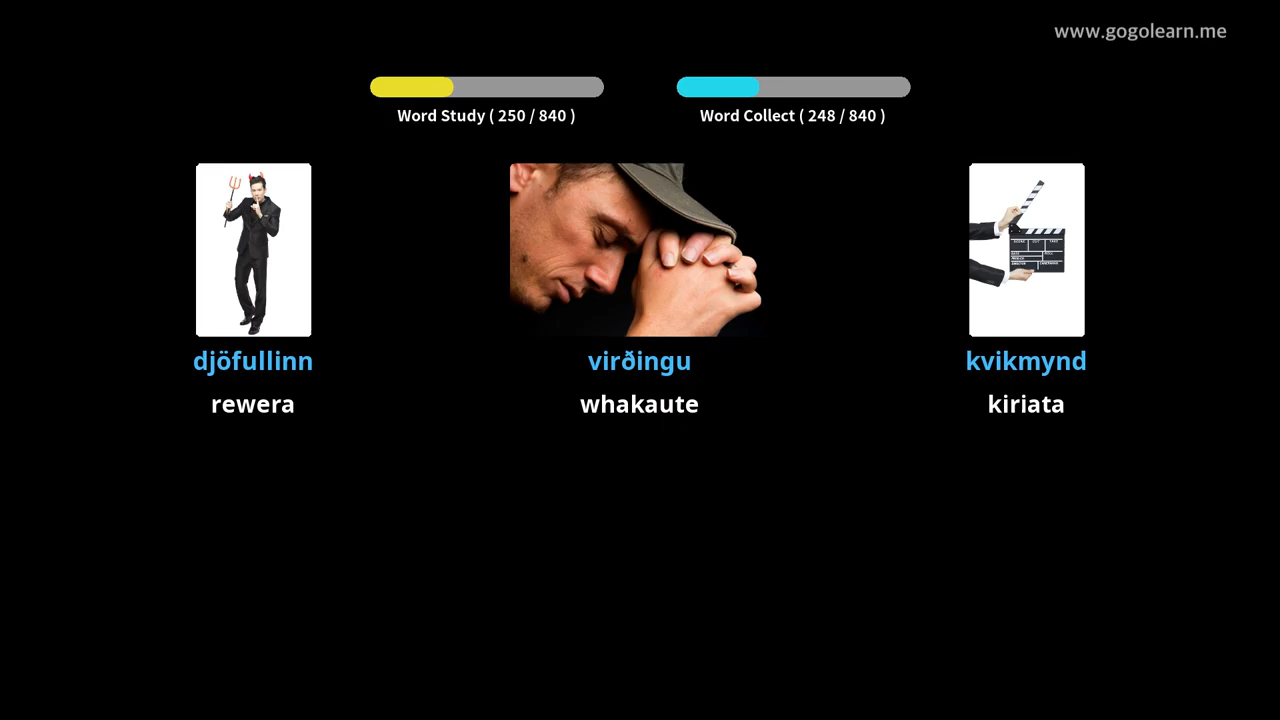 www.gogolearn.me
Word Study ( 250 / 840 )
Word Collect ( 248 / 840 )
djöfullinn
virðingu
kvikmynd
rewera
whakaute
kiriata